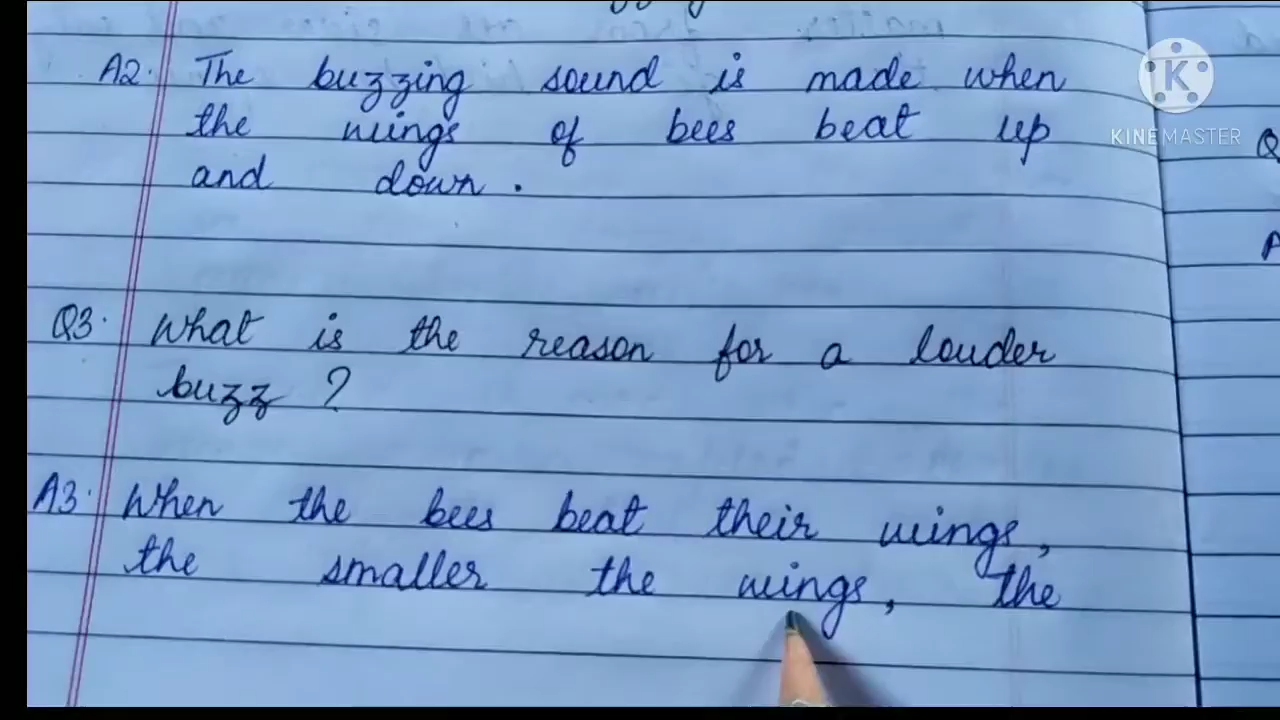 A2. The buzzing sound is made when
the wings of bees beat up
and down.
Q3. What is the reason for a louder
buzz ?
A3. When the bees beat their wings,
the smaller the wings, the
KINEMASTER
K
Q
A